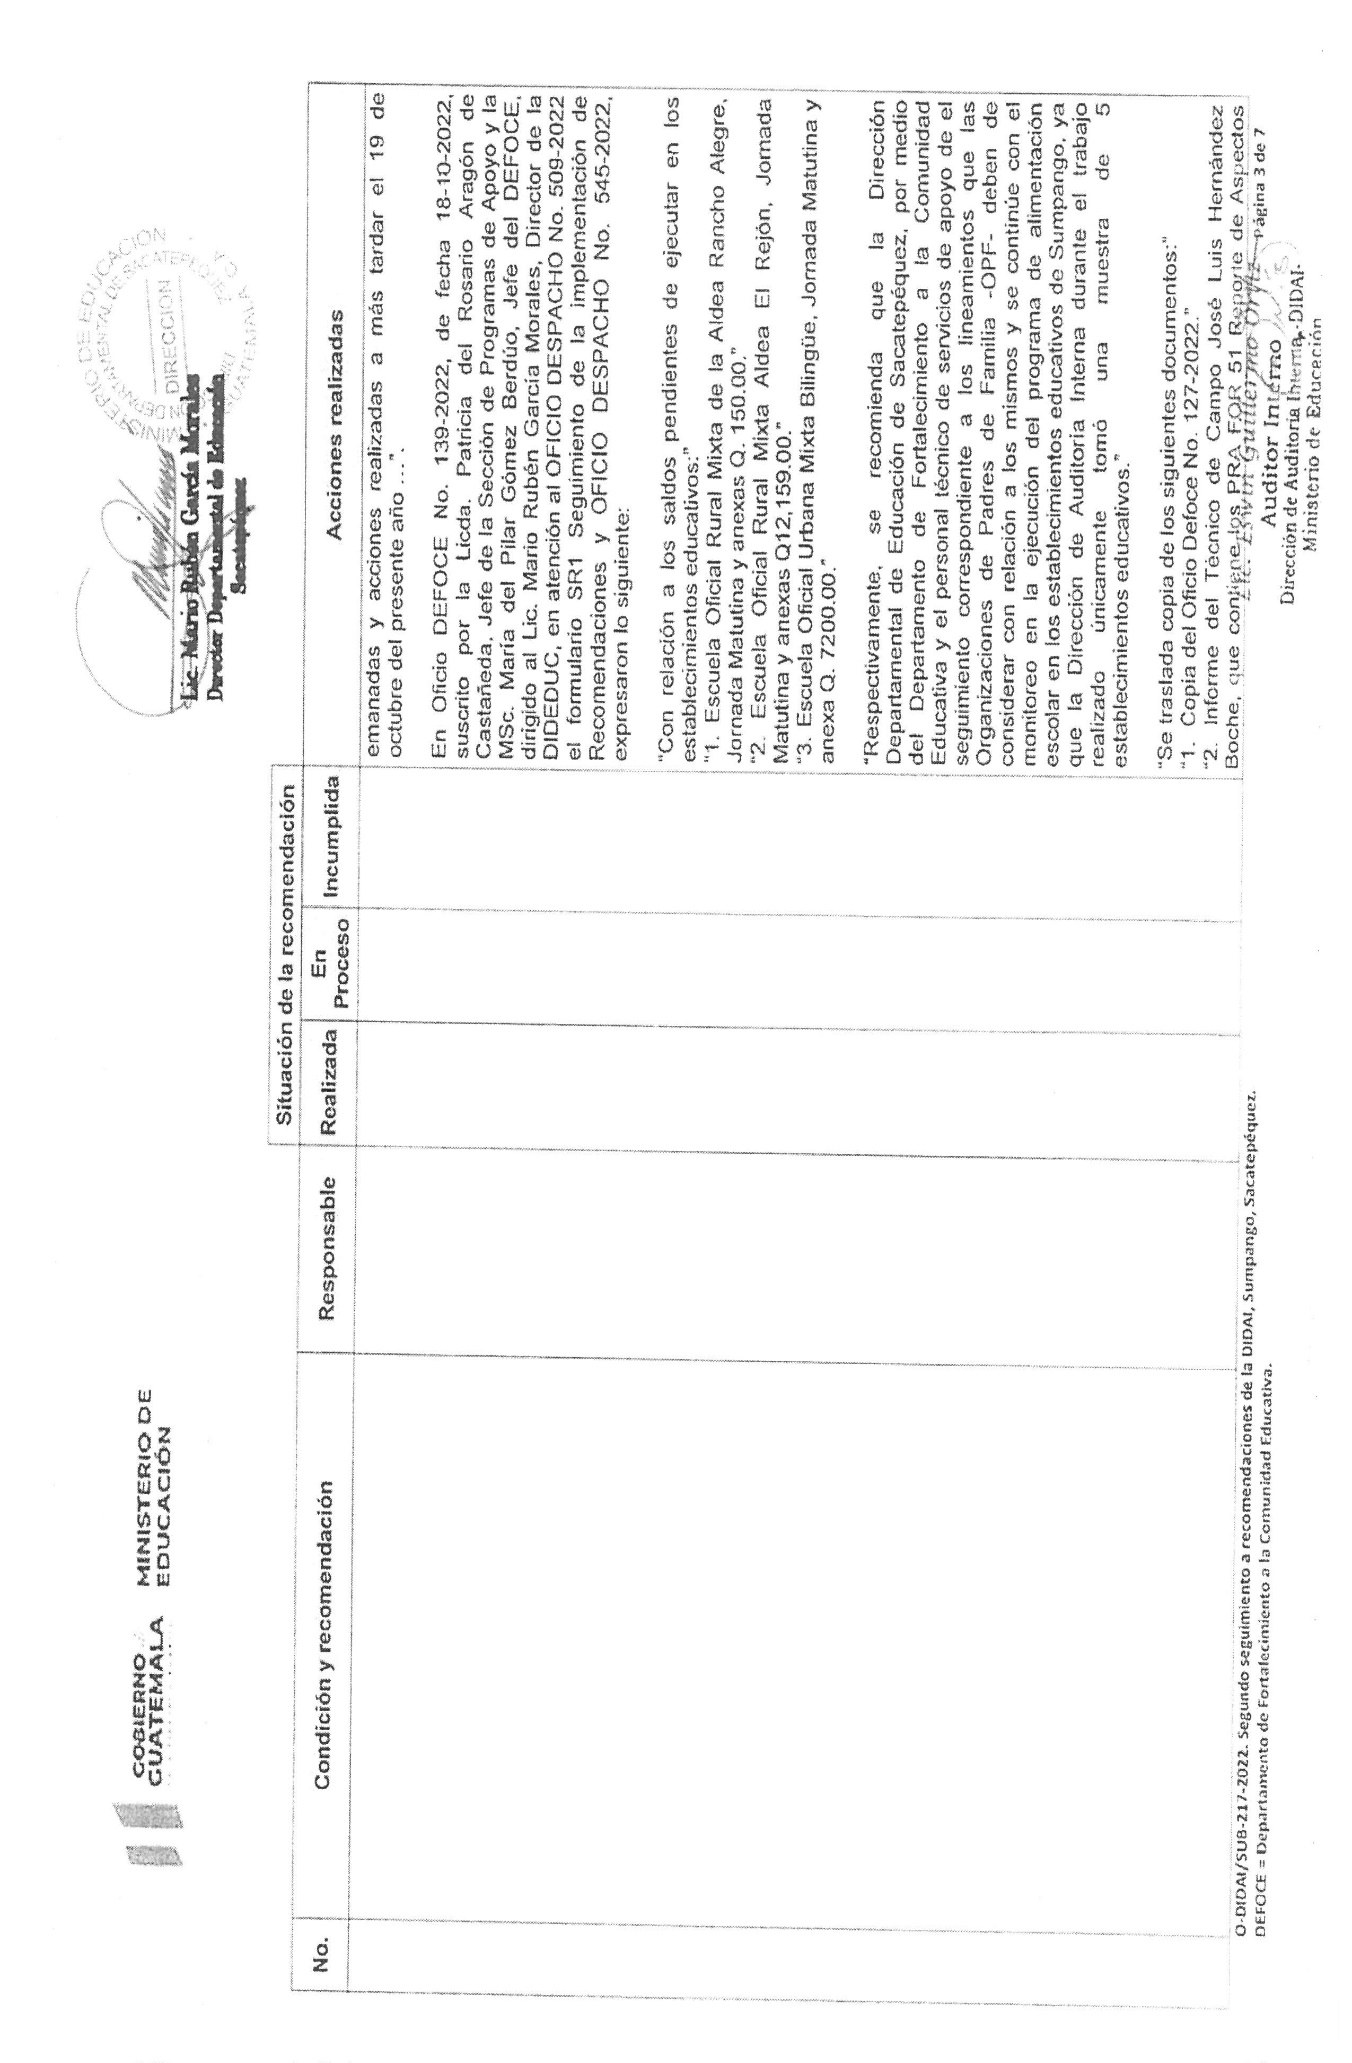 GOBIERNO
GUATEMALA
MINISTERIO DE
EDUCACIÓN
MINISTERIO DE EDUCACIÓN
DIRECCION
GUATEMALA
Lic. Mario Rubén García Morales
Director Departamental de Educación
Sacatepéquez
Situación de la recomendación
No.
Condición y recomendación
Responsable
Realizada
En
Proceso
Incumplida
Acciones realizadas
emanadas y acciones realizadas a más tardar el 19 de
octubre del presente año ...”.
En Oficio DEFOCE No. 139-2022, de fecha 18-10-2022,
suscrito por la Licda. Patricia del Rosario Aragón de
Castañeda, Jefe de la Sección de Programas de Apoyo y la
MSc. María del Pilar Gómez Berdúo, Jefe del DEFOCE,
dirigido al Lic. Mario Rubén García Morales, Director de la
DIDEDUC, en atención al OFICIO DESPACHO No. 509-2022
el formulario SR1 Seguimiento de la implementación de
Recomendaciones y OFICIO DESPACHO No. 545-2022,
expresaron lo siguiente:
“Con relación a los saldos pendientes de ejecutar en los
establecimientos educativos:”
“1. Escuela Oficial Rural Mixta de la Aldea Rancho Alegre,
Jornada Matutina y anexas Q. 150.00.”
“2. Escuela Oficial Rural Mixta Aldea El Rejón, Jornada
Matutina y anexas Q12,159.00.”
“3. Escuela Oficial Urbana Mixta Bilingüe, Jornada Matutina y
anexa Q. 7200.00.”
“Respectivamente, se recomienda que la Dirección
Departamental de Educación de Sacatepéquez, por medio
del Departamento de Fortalecimiento a la Comunidad
Educativa y el personal técnico de servicios de apoyo de el
seguimiento correspondiente a los lineamientos que las
Organizaciones de Padres de Familia -OPF- deben de
considerar con relación a los mismos y se continúe con el
monitoreo en la ejecución del programa de alimentación
escolar en los establecimientos educativos de Sumpango, ya
que la Dirección de Auditoria Interna durante el trabajo
realizado únicamente tomó una muestra de 5
establecimientos educativos.”
“Se traslada copia de los siguientes documentos:”
“1. Copia del Oficio Defoce No. 127-2022.”
“2. Informe del Técnico de Campo José Luis Hernández
Boche, que contiene los PRA_FOR_51 Reporte de Aspectos
O-DIDAI/SUB-217-2022. Segundo seguimiento a recomendaciones de la DIDAI, Sumpango, Sacatepéquez.
DEFOCE = Departamento de Fortalecimiento a la Comunidad Educativa.
Página 3 de 7
Auditor Interno
Dirección de Auditoría Interna -DIDAI-
Ministerio de Educación